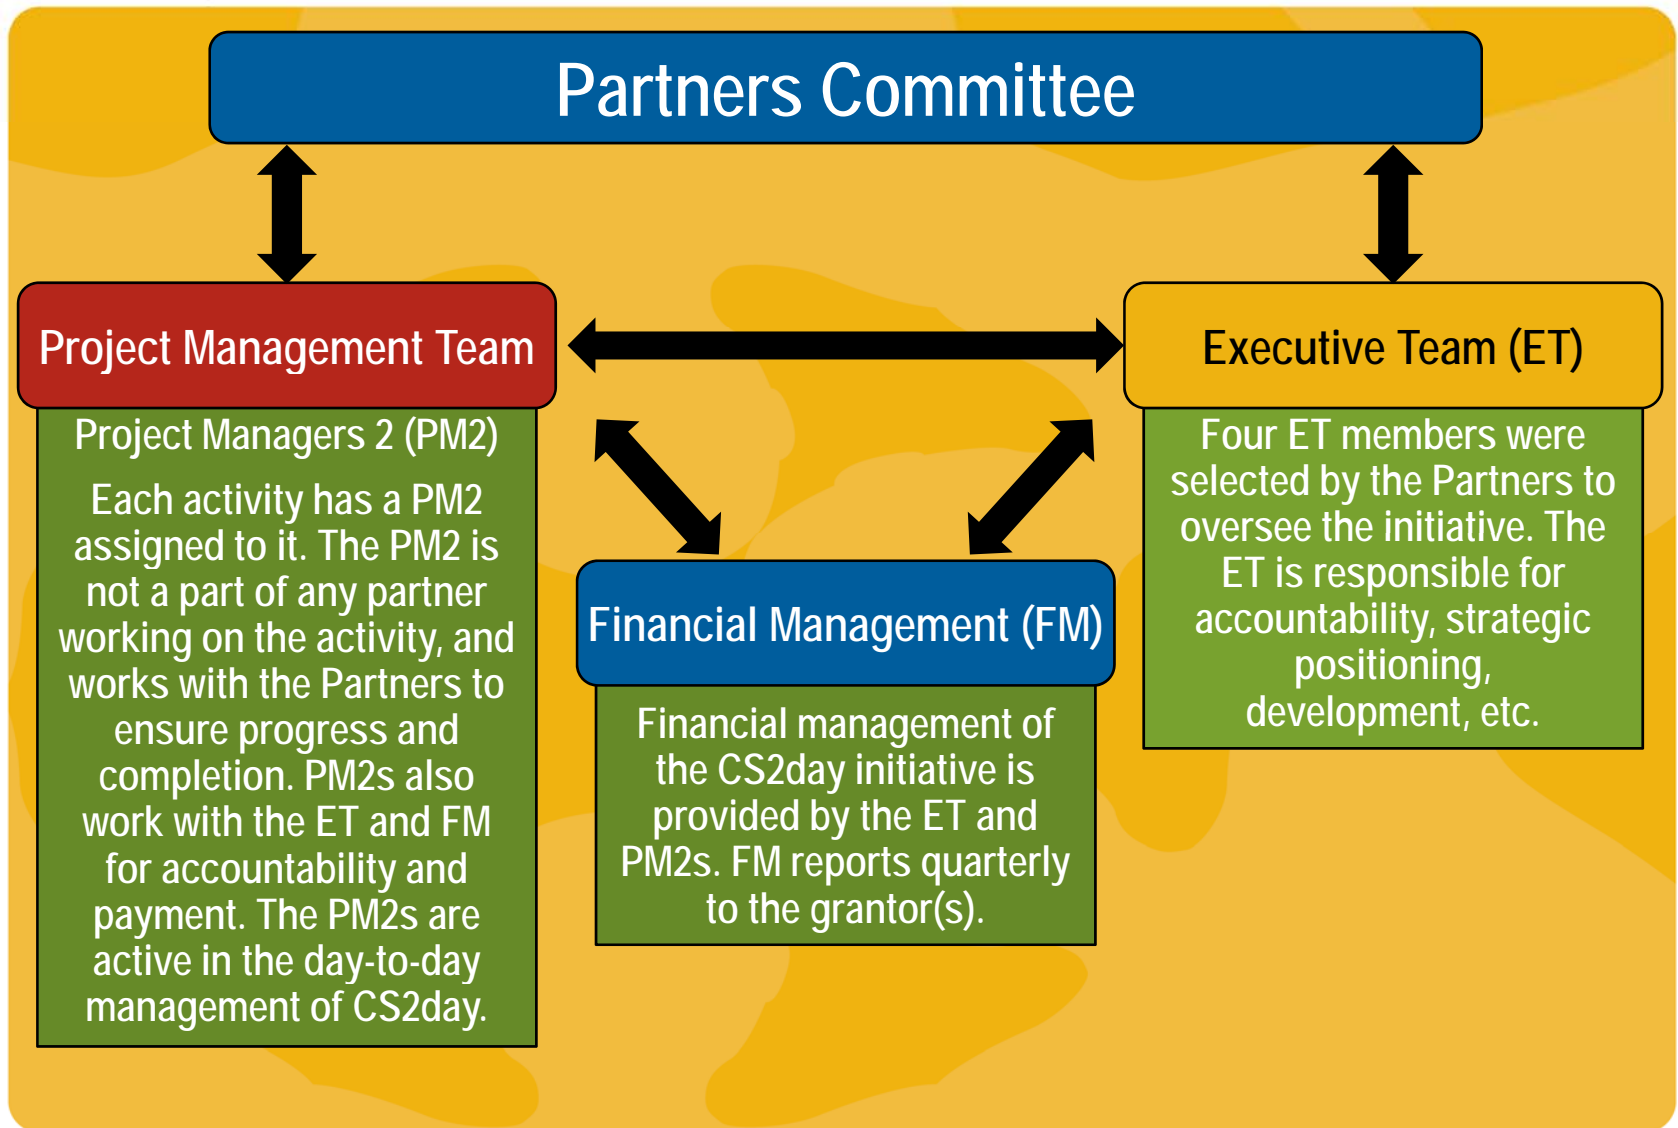 Partners Committee
Project Management Team
Executive Team (ET)
Project Managers 2 (PM2)
Each activity has a PM2
assigned to it. The PM2 is
not a part of any partner
working on the activity, and
works with the Partners to
ensure progress and
completion. PM2s also
work with the ET and FM
for accountability and
payment. The PM2s are
active in the day-to-day
management of CS2day.
Financial Management (FM)
Financial management of
the CS2day initiative is
provided by the ET and
PM2s. FM reports quarterly
to the grantor(s).
Four ET members were
selected by the Partners to
oversee the initiative. The
ET is responsible for
accountability, strategic
positioning,
development, etc.